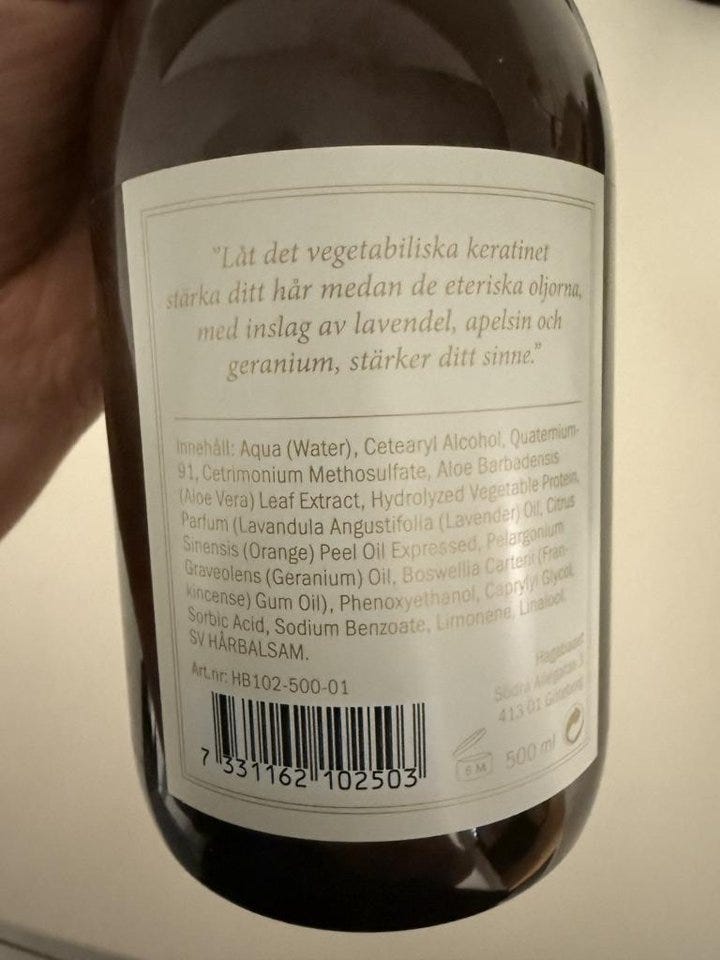 "Låt det vegetabiliska keratinet
stärka ditt hår medan de eteriska oljorna,
med inslag av lavendel, apelsin och
geranium, stärker ditt sinne."
Innehåll: Aqua (Water), Cetearyl Alcohol, Quaternium-
91, Cetrimonium Methosulfate, Aloe Barbadensis
(Aloe Vera) Leaf Extract, Hydrolyzed Vegetable Protein,
Parfum (Lavandula Angustifolia (Lavender) Oil, Citrus
Sinensis (Orange) Peel Oil Expressed, Pelargonium
Graveolens (Geranium) Oil, Boswellia Carterii (Fran-
kincense) Gum Oil), Phenoxyethanol, Caprylyl Glycol,
Sorbic Acid, Sodium Benzoate, Limonene, Linalool.
SV HÅRBALSAM.
Art.nr: HB102-500-01
Hagabadet
Södra Allégatan 3
413 01 Göteborg
6 M
500 ml
7 331162 102503